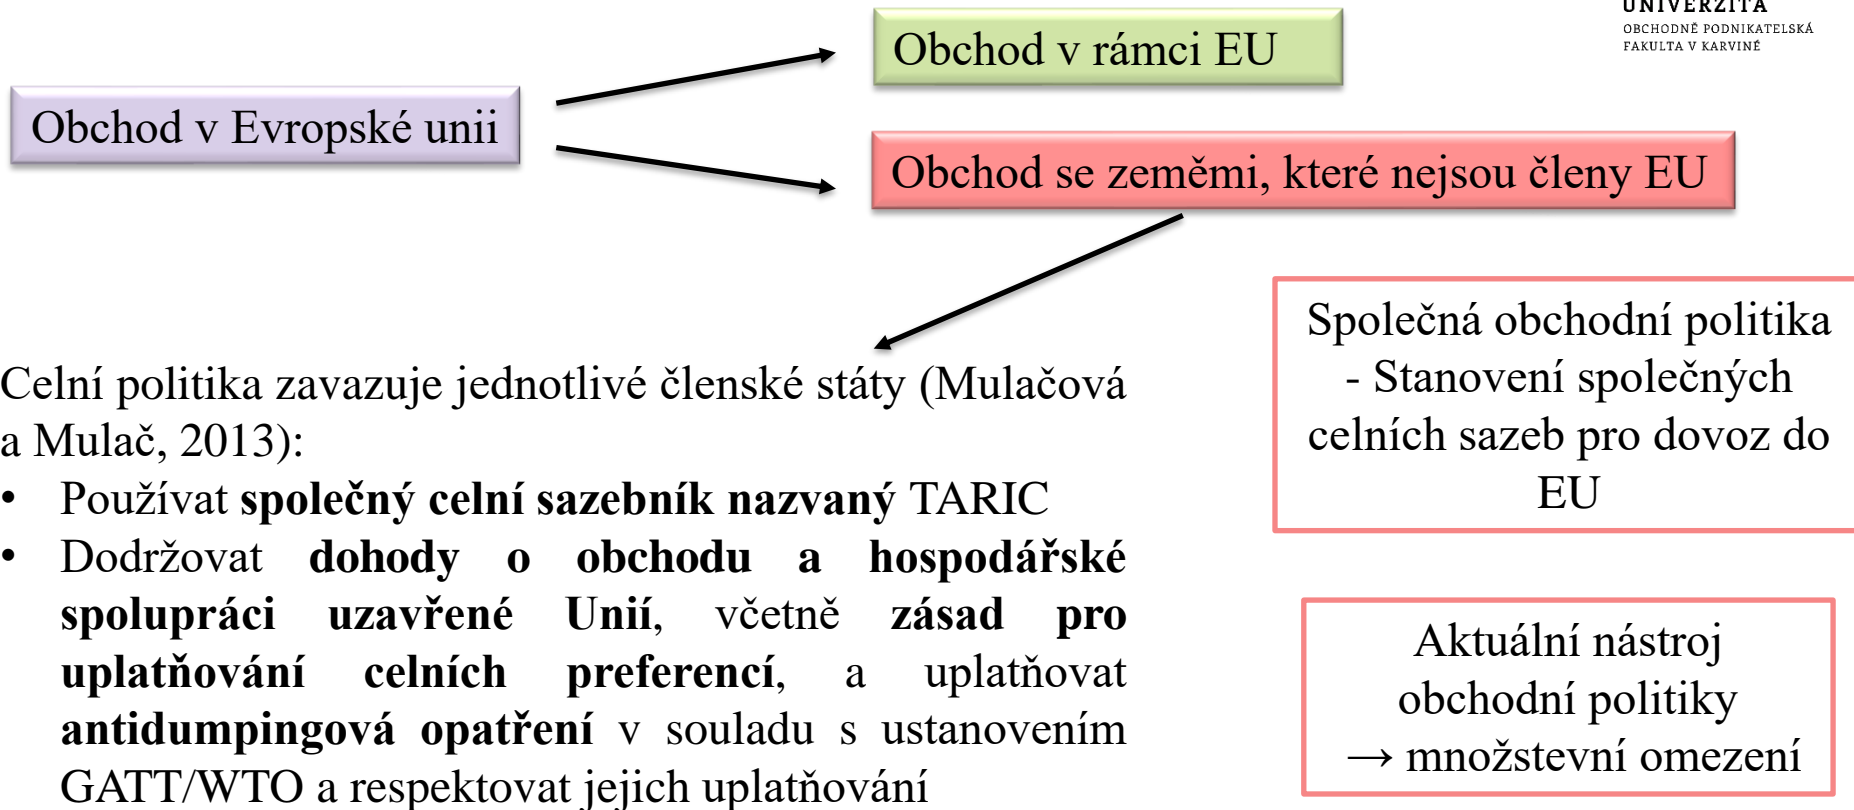 UNIVERZITA
OBCHODNĚ PODNIKATELSKÁ
FAKULTA V KARVINÉ
Obchod v rámci EU
Obchod v Evropské unii
Obchod se zeměmi, které nejsou členy EU
Společná obchodní politika
- Stanovení společných
celních sazeb pro dovoz do
EU
Celní politika zavazuje jednotlivé členské státy (Mulačová
a Mulač, 2013):
• Používat společný celní sazebník nazvaný TARIC
• Dodržovat dohody o obchodu a hospodářské
spolupráci uzavřené Unií, včetně zásad pro
uplatňování celních preferencí, a uplatňovat
antidumpingová opatření v souladu s ustanovením
GATT/WTO a respektovat jejich uplatňování
Aktuální nástroj
obchodní politiky
→ množstevní omezení